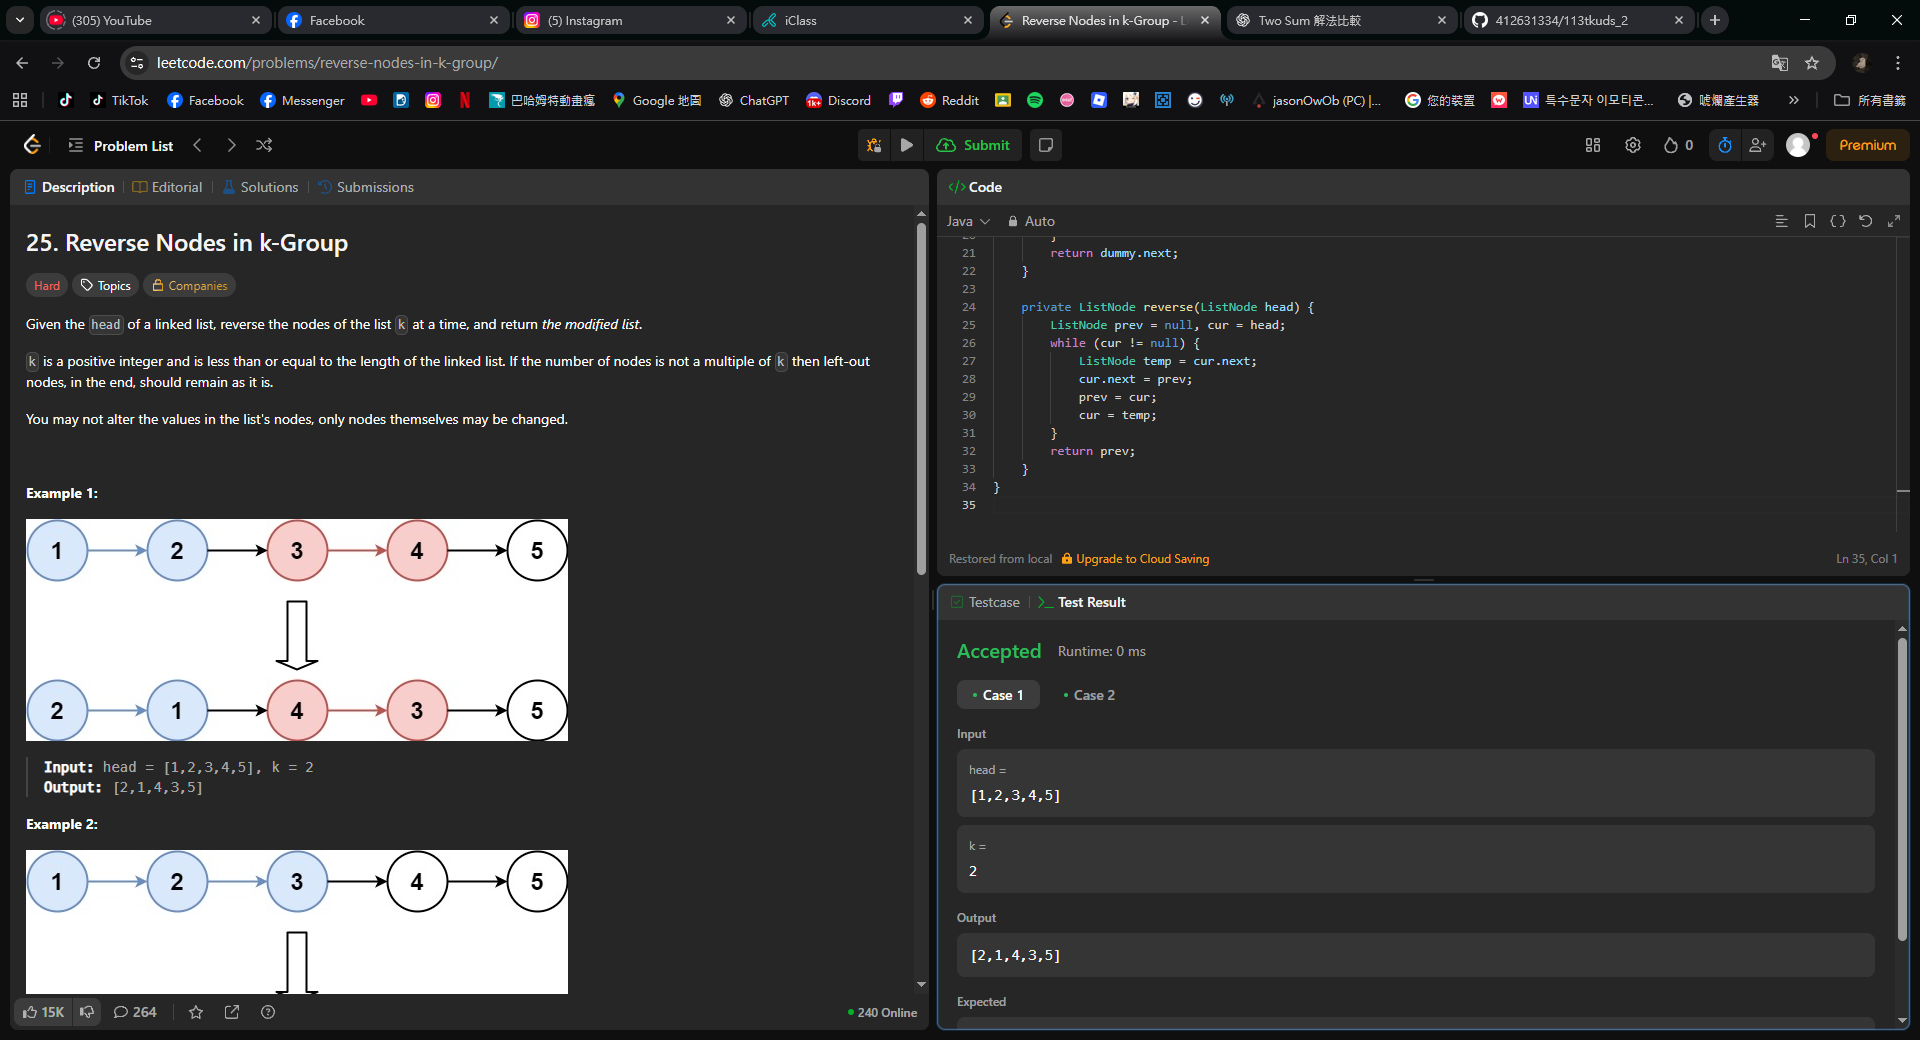 (305) YouTube
Facebook
(5) Instagram
iClass
Reverse Nodes in k-Group - L
Two Sum 解法比較
412631334/113tkuds_2
leetcode.com/problems/reverse-nodes-in-k-group/
TikTok
Facebook
Messenger
巴哈姆特動畫瘋
Google 地圖
ChatGPT
Discord
Reddit
jasonOwOb (PC) |...
您的裝置
UN
특수문자 이모티콘...
唬爛產生器
所有書籤
Problem List
Submit
0
Premium
Description
Editorial
Solutions
Submissions
25. Reverse Nodes in k-Group
Hard
Topics
Companies
Given the head of a linked list, reverse the nodes of the list k at a time, and return the modified list.
k is a positive integer and is less than or equal to the length of the linked list. If the number of nodes is not a multiple of k then left-out
nodes, in the end, should remain as it is.
You may not alter the values in the list's nodes, only nodes themselves may be changed.
Example 1:
1 2 3 4 5
2 1 4 3 5
Input: head = [1,2,3,4,5], k = 2
Output: [2,1,4,3,5]
Example 2:
1 2 3 4 5
15K
264
240 Online
</> Code
Java
Auto
21 return dummy.next;
22 }
23
24 private ListNode reverse(ListNode head) {
25 ListNode prev = null, cur = head;
26 while (cur != null) {
27 ListNode temp = cur.next;
28 cur.next = prev;
29 prev = cur;
30 cur = temp;
31 }
32 return prev;
33 }
34 }
35
Restored from local
Upgrade to Cloud Saving
Ln 35, Col 1
Testcase
>_ Test Result
Accepted
Runtime: 0 ms
Case 1
Case 2
Input
head =
[1,2,3,4,5]
k =
2
Output
[2,1,4,3,5]
Expected